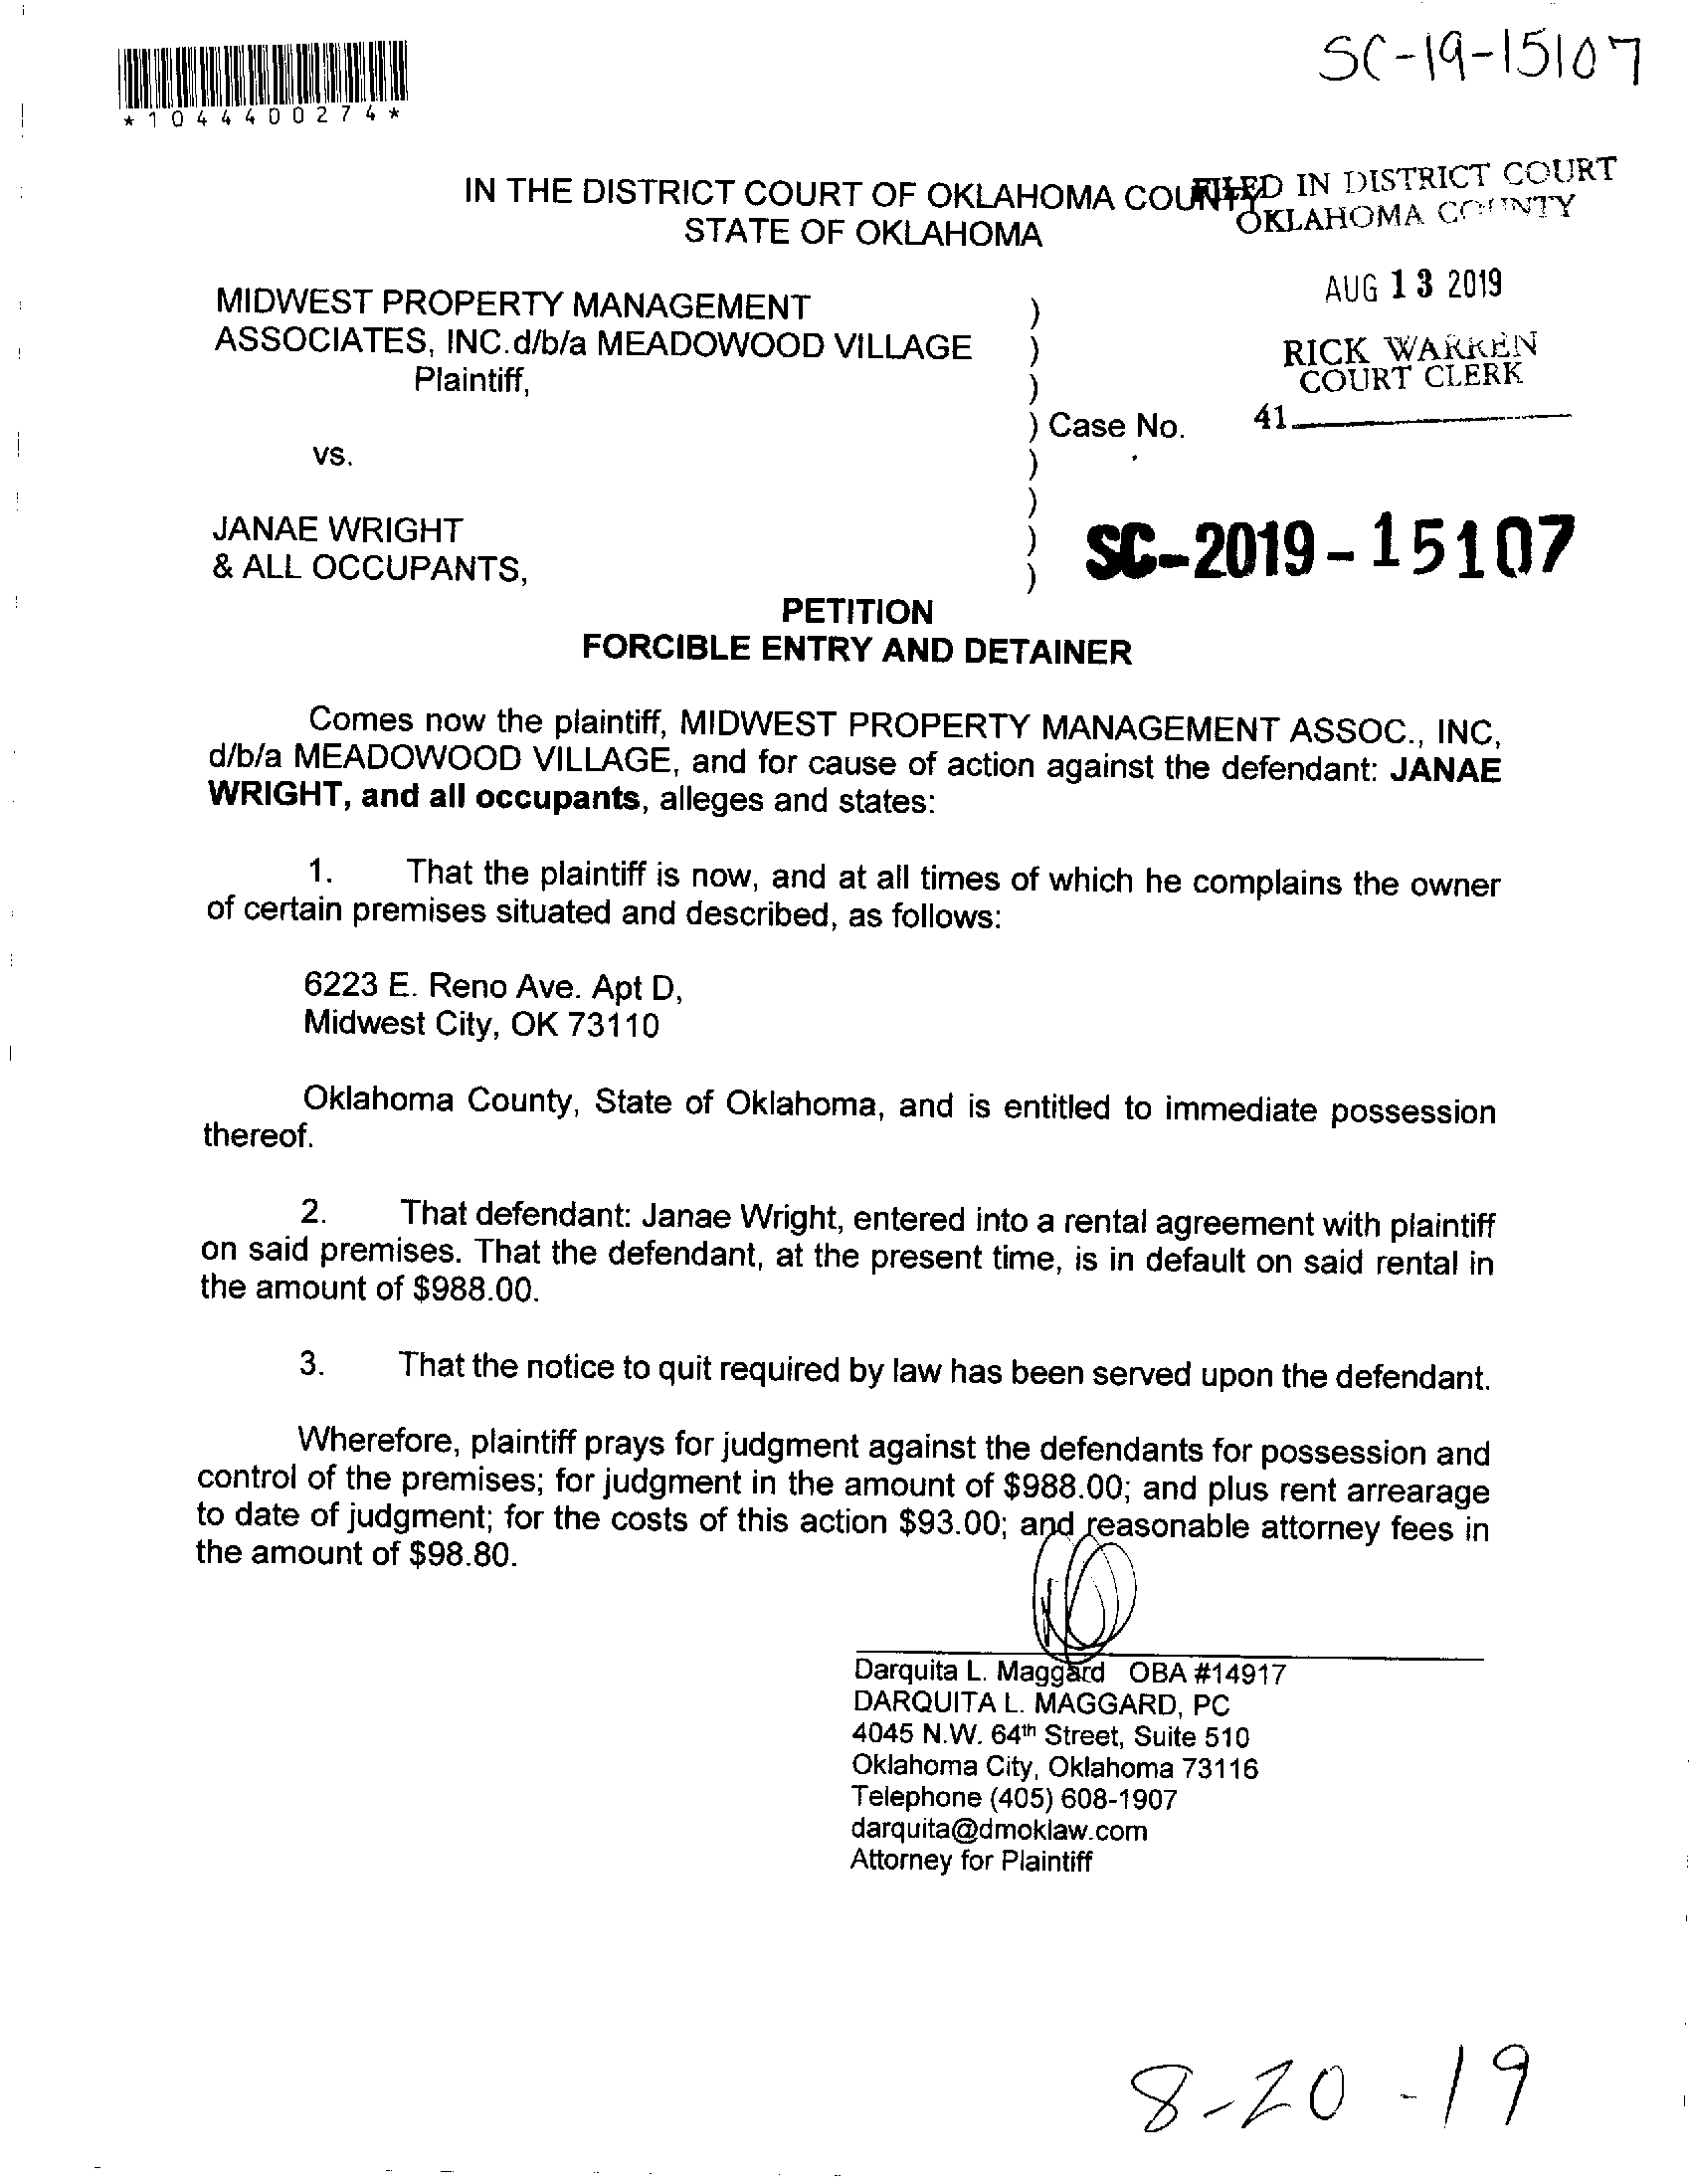 SC-19-15107
*1044400274*
IN THE DISTRICT COURT OF OKLAHOMA COUNTY
STATE OF OKLAHOMA
FILED IN DISTRICT COURT
OKLAHOMA COUNTY
AUG 13 2019
RICK WARREN
COURT CLERK
41
MIDWEST PROPERTY MANAGEMENT )
ASSOCIATES, INC.d/b/a MEADOWOOD VILLAGE )
Plaintiff, )
) Case No.
vs. )
)
JANAE WRIGHT )
& ALL OCCUPANTS, )
SC-2019-15107
PETITION
FORCIBLE ENTRY AND DETAINER
Comes now the plaintiff, MIDWEST PROPERTY MANAGEMENT ASSOC., INC,
d/b/a MEADOWOOD VILLAGE, and for cause of action against the defendant: JANAE
WRIGHT, and all occupants, alleges and states:
1. That the plaintiff is now, and at all times of which he complains the owner
of certain premises situated and described, as follows:
6223 E. Reno Ave. Apt D,
Midwest City, OK 73110
Oklahoma County, State of Oklahoma, and is entitled to immediate possession
thereof.
2. That defendant: Janae Wright, entered into a rental agreement with plaintiff
on said premises. That the defendant, at the present time, is in default on said rental in
the amount of $988.00.
3. That the notice to quit required by law has been served upon the defendant.
Wherefore, plaintiff prays for judgment against the defendants for possession and
control of the premises; for judgment in the amount of $988.00; and plus rent arrearage
to date of judgment; for the costs of this action $93.00; and reasonable attorney fees in
the amount of $98.80.
Darquita L. Maggard OBA #14917
DARQUITA L. MAGGARD, PC
4045 N.W. 64th Street, Suite 510
Oklahoma City, Oklahoma 73116
Telephone (405) 608-1907
darquita@dmoklaw.com
Attorney for Plaintiff
8-20-19